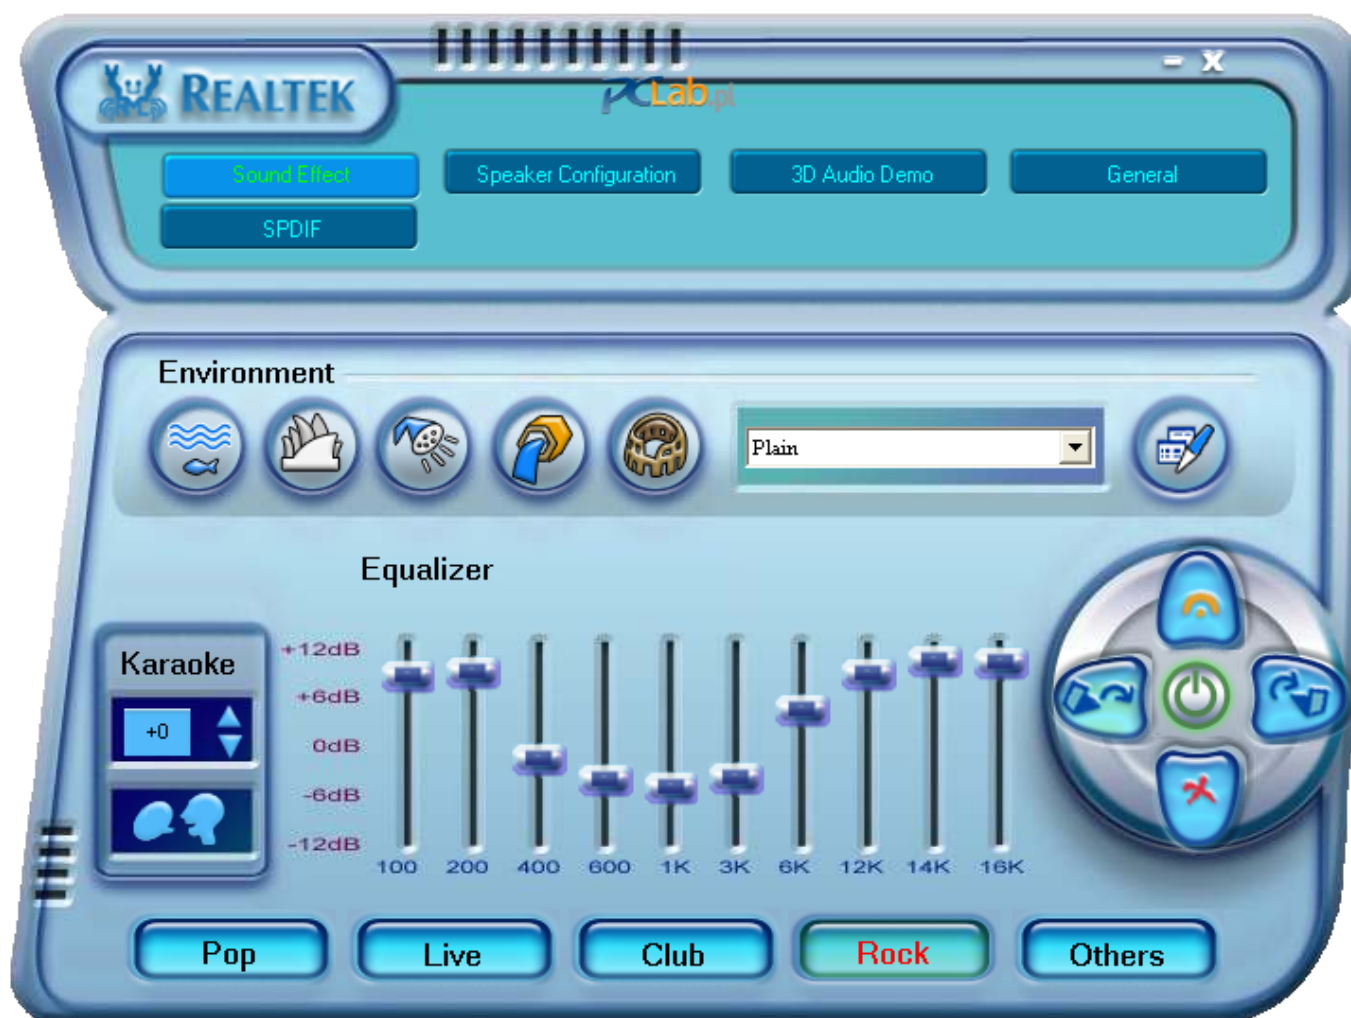 REALTEK
PCLab.pl
- X
Sound Effect
Speaker Configuration
3D Audio Demo
General
SPDIF
Environment
Plain
Equalizer
Karaoke
+0
+12dB
+6dB
0dB
-6dB
-12dB
100 200 400 600 1K 3K 6K 12K 14K 16K
Pop
Live
Club
Rock
Others